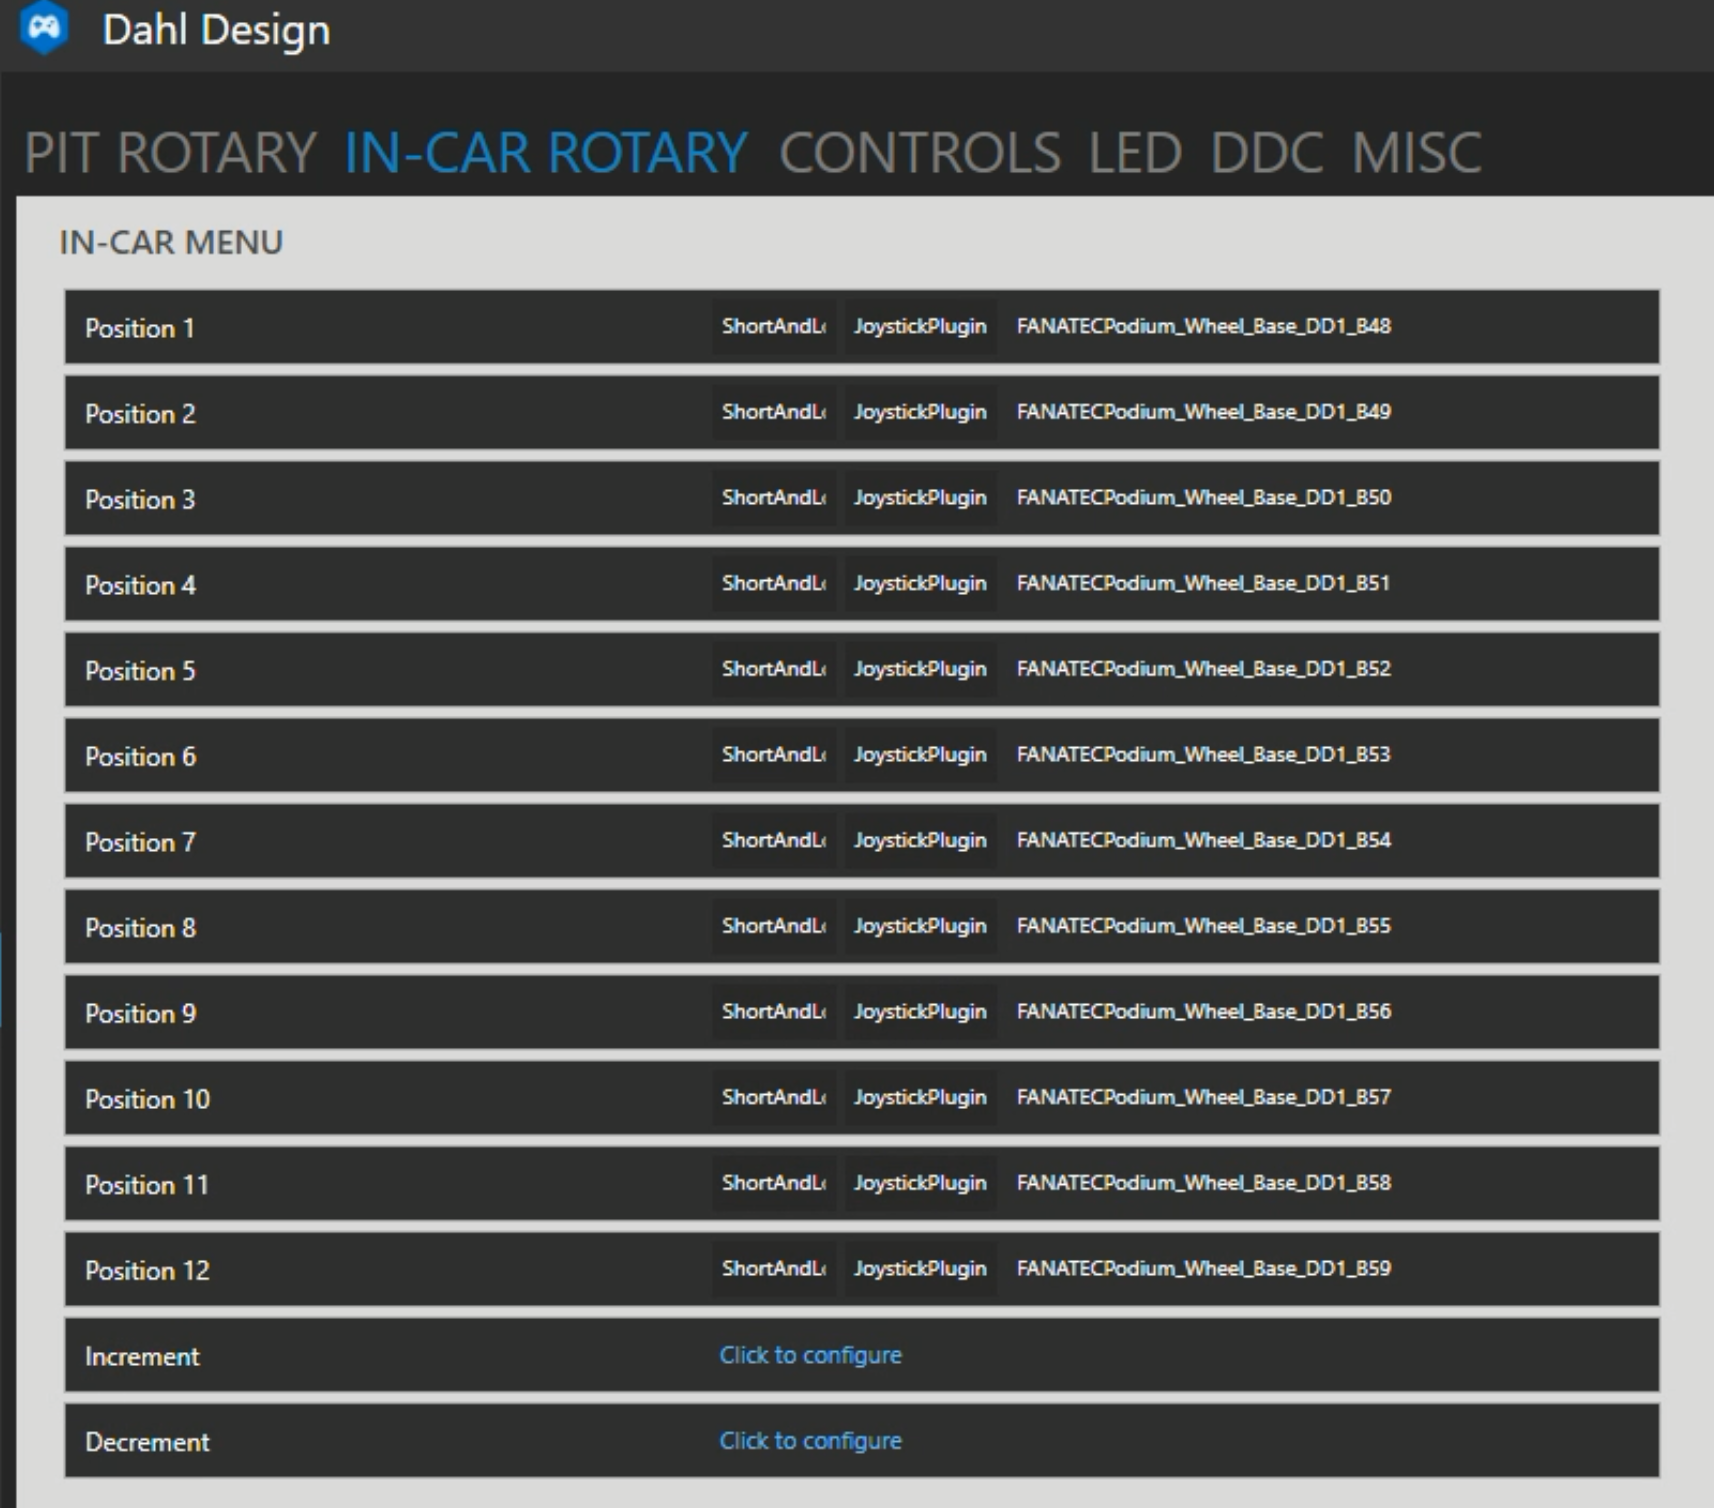 Dahl Design
PIT ROTARY IN-CAR ROTARY CONTROLS LED DDC MISC
IN-CAR MENU
Position 1 ShortAndL JoystickPlugin FANATECPodium_Wheel_Base_DD1_B48
Position 2 ShortAndL JoystickPlugin FANATECPodium_Wheel_Base_DD1_B49
Position 3 ShortAndL JoystickPlugin FANATECPodium_Wheel_Base_DD1_B50
Position 4 ShortAndL JoystickPlugin FANATECPodium_Wheel_Base_DD1_B51
Position 5 ShortAndL JoystickPlugin FANATECPodium_Wheel_Base_DD1_B52
Position 6 ShortAndL JoystickPlugin FANATECPodium_Wheel_Base_DD1_B53
Position 7 ShortAndL JoystickPlugin FANATECPodium_Wheel_Base_DD1_B54
Position 8 ShortAndL JoystickPlugin FANATECPodium_Wheel_Base_DD1_B55
Position 9 ShortAndL JoystickPlugin FANATECPodium_Wheel_Base_DD1_B56
Position 10 ShortAndL JoystickPlugin FANATECPodium_Wheel_Base_DD1_B57
Position 11 ShortAndL JoystickPlugin FANATECPodium_Wheel_Base_DD1_B58
Position 12 ShortAndL JoystickPlugin FANATECPodium_Wheel_Base_DD1_B59
Increment Click to configure
Decrement Click to configure